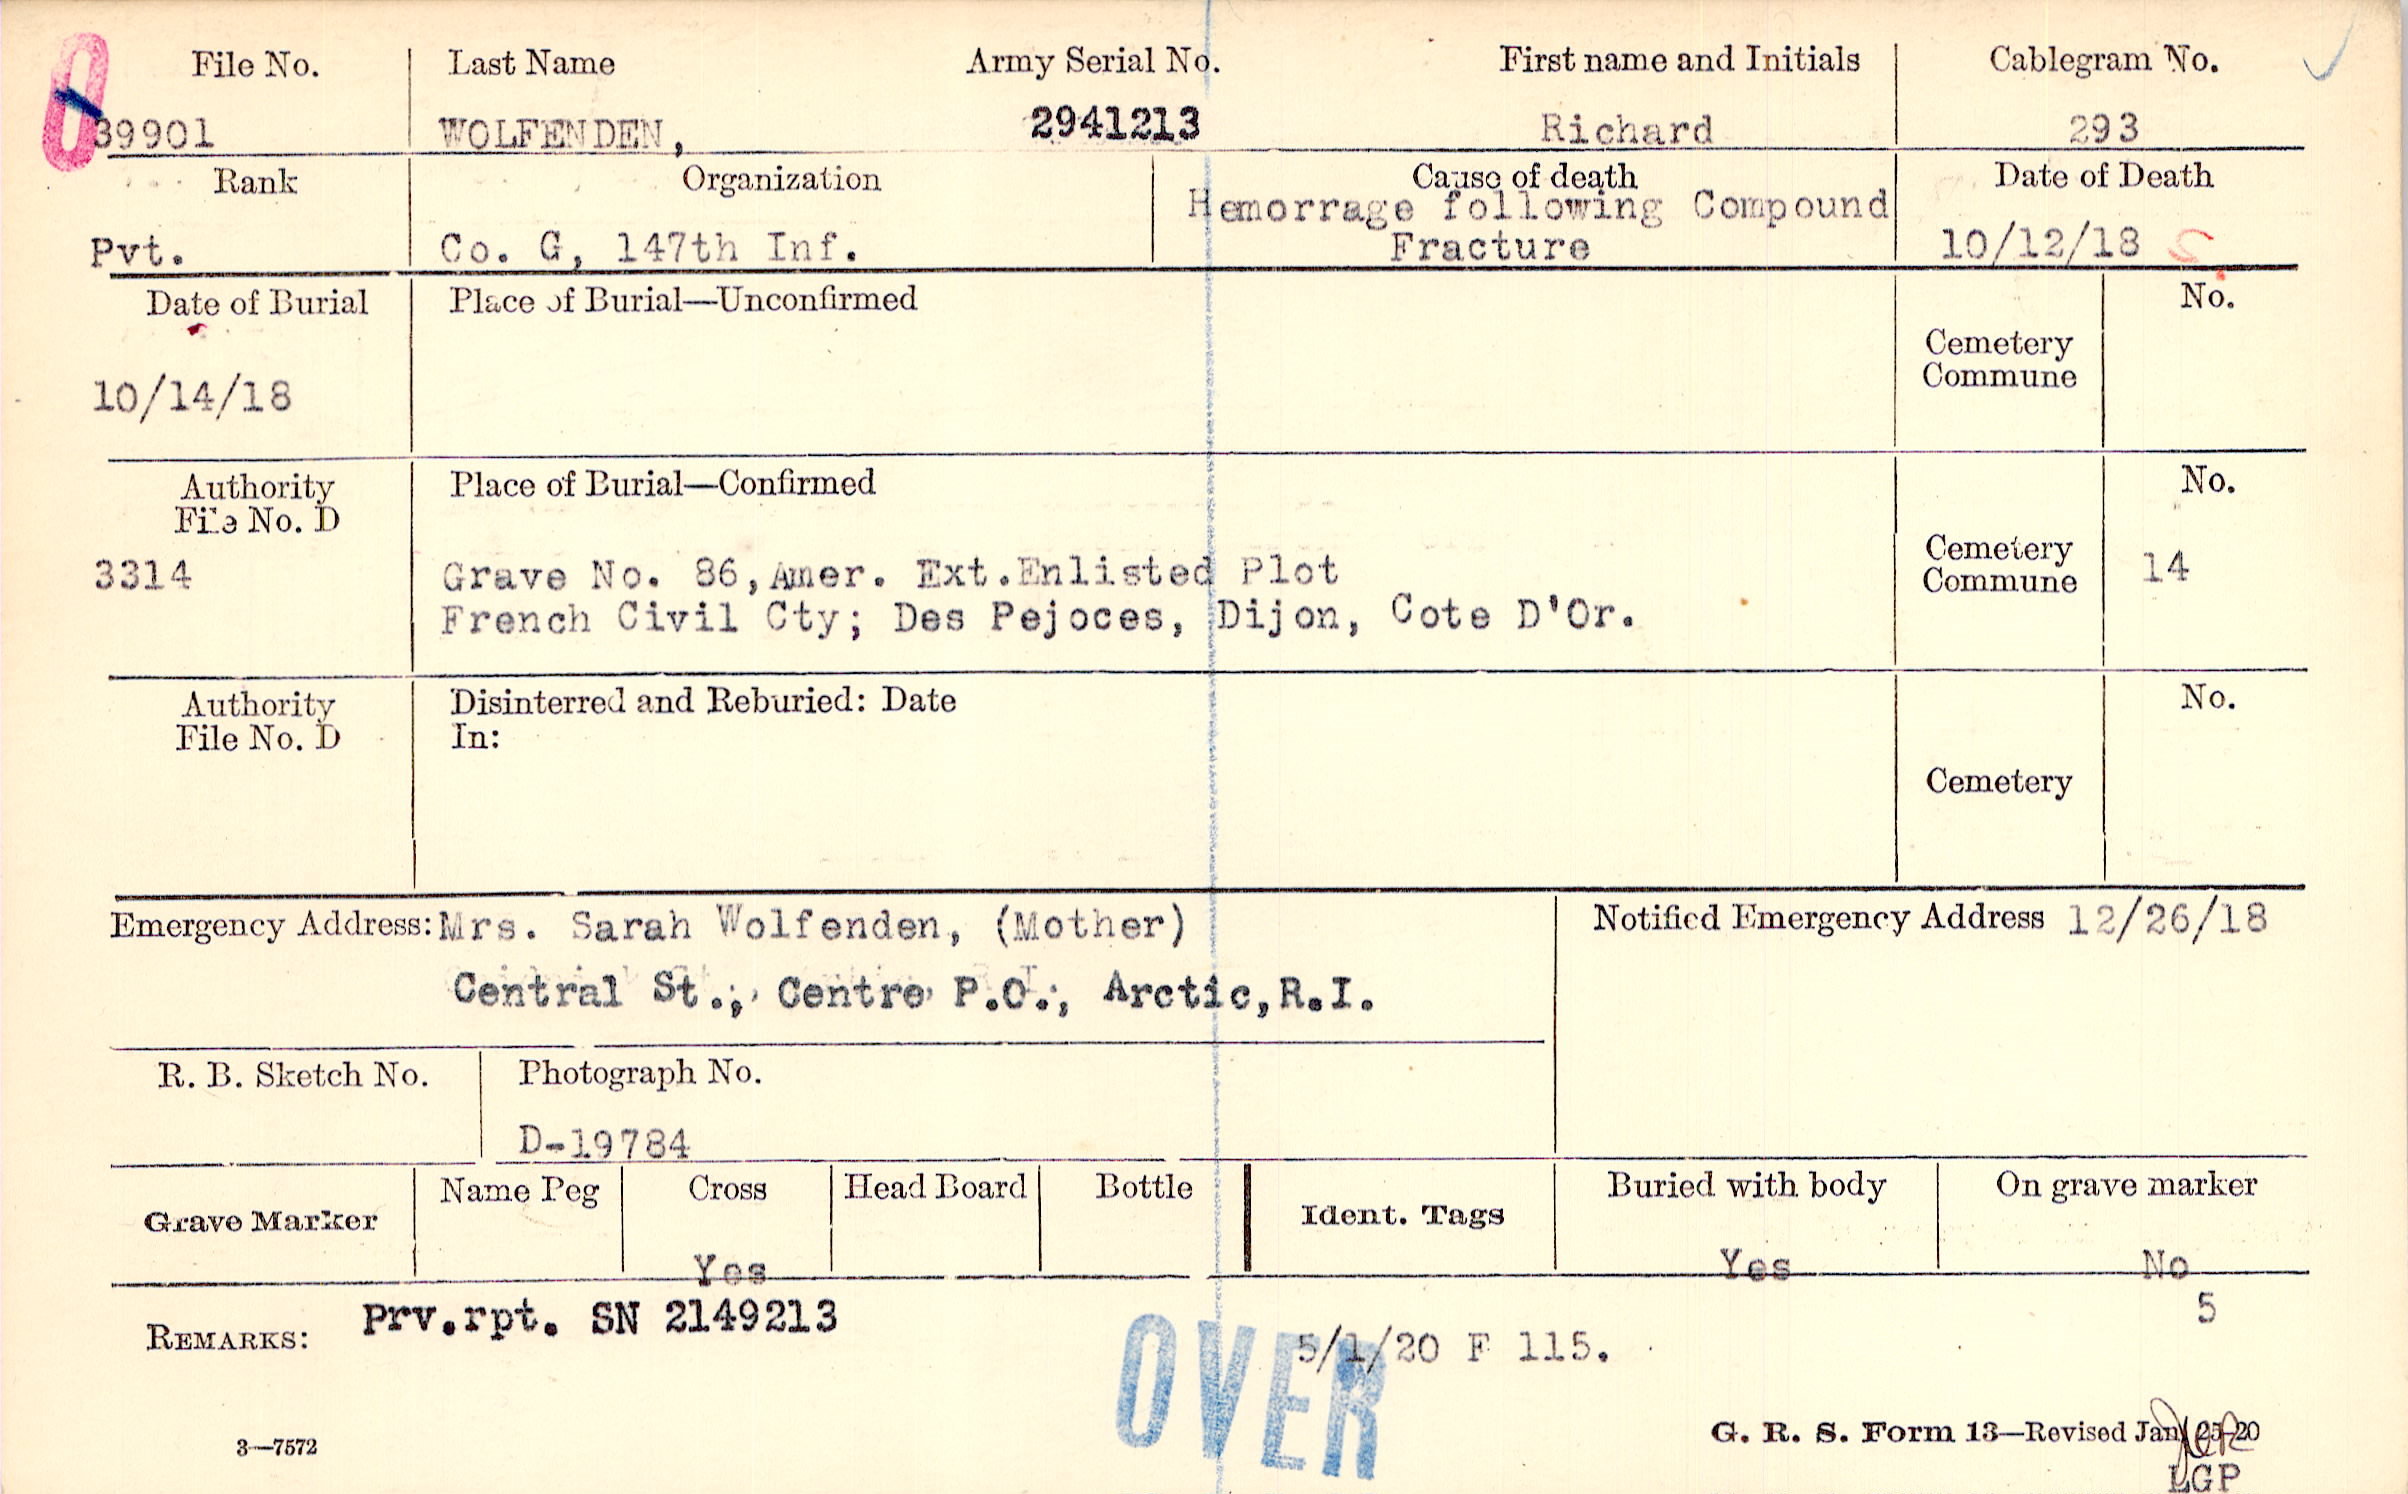 File No. Last Name Army Serial No. First name and Initials Cablegram No.
39901 WOLFENDEN, 2941213 Richard 293
Rank Organization Cause of death Date of Death
Hemorrage following Compound
Pvt. Co. G, 147th Inf. Fracture 10/12/18
Date of Burial Place of Burial—Unconfirmed No.
Cemetery
Commune
10/14/18
Authority Place of Burial—Confirmed No.
File No. D
Cemetery
3314 Grave No. 86, Amer. Ext. Enlisted Plot Commune 14
French Civil Cty; Des Pejoces, Dijon, Cote D'Or.
Authority Disinterred and Reburied: Date No.
File No. D In:
Cemetery
Emergency Address: Mrs. Sarah Wolfenden, (Mother) Notified Emergency Address 12/26/18
Central St., Centre P.O., Arctic, R.I.
R. B. Sketch No. Photograph No.
D-19784
Name Peg Cross Head Board Bottle Buried with body On grave marker
Grave Marker Ident. Tags
Yes Yes No
5
REMARKS: Prv.rpt. SN 2149213
5/1/20 F 115.
OVER
3—7572 G. R. S. Form 13—Revised Jan 25-20
LGP